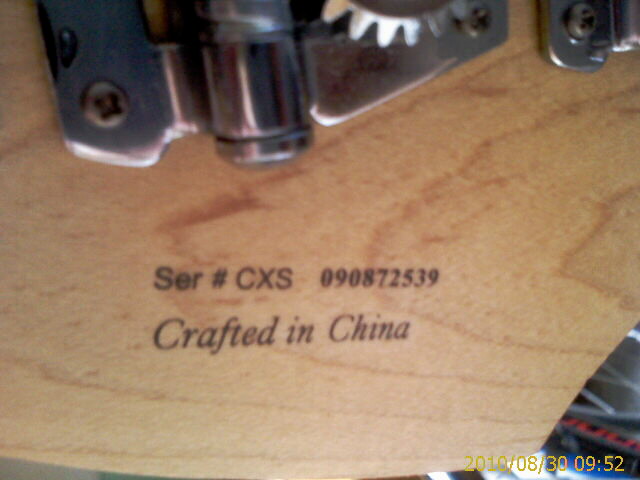 Ser # CXS 090872539
Crafted in China
2010/08/30 09:52